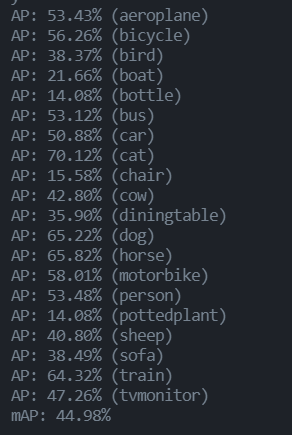 AP: 53.43% (aeroplane)
AP: 56.26% (bicycle)
AP: 38.37% (bird)
AP: 21.66% (boat)
AP: 14.08% (bottle)
AP: 53.12% (bus)
AP: 50.88% (car)
AP: 70.12% (cat)
AP: 15.58% (chair)
AP: 42.80% (cow)
AP: 35.90% (diningtable)
AP: 65.22% (dog)
AP: 65.82% (horse)
AP: 58.01% (motorbike)
AP: 53.48% (person)
AP: 14.08% (pottedplant)
AP: 40.80% (sheep)
AP: 38.49% (sofa)
AP: 64.32% (train)
AP: 47.26% (tvmonitor)
mAP: 44.98%